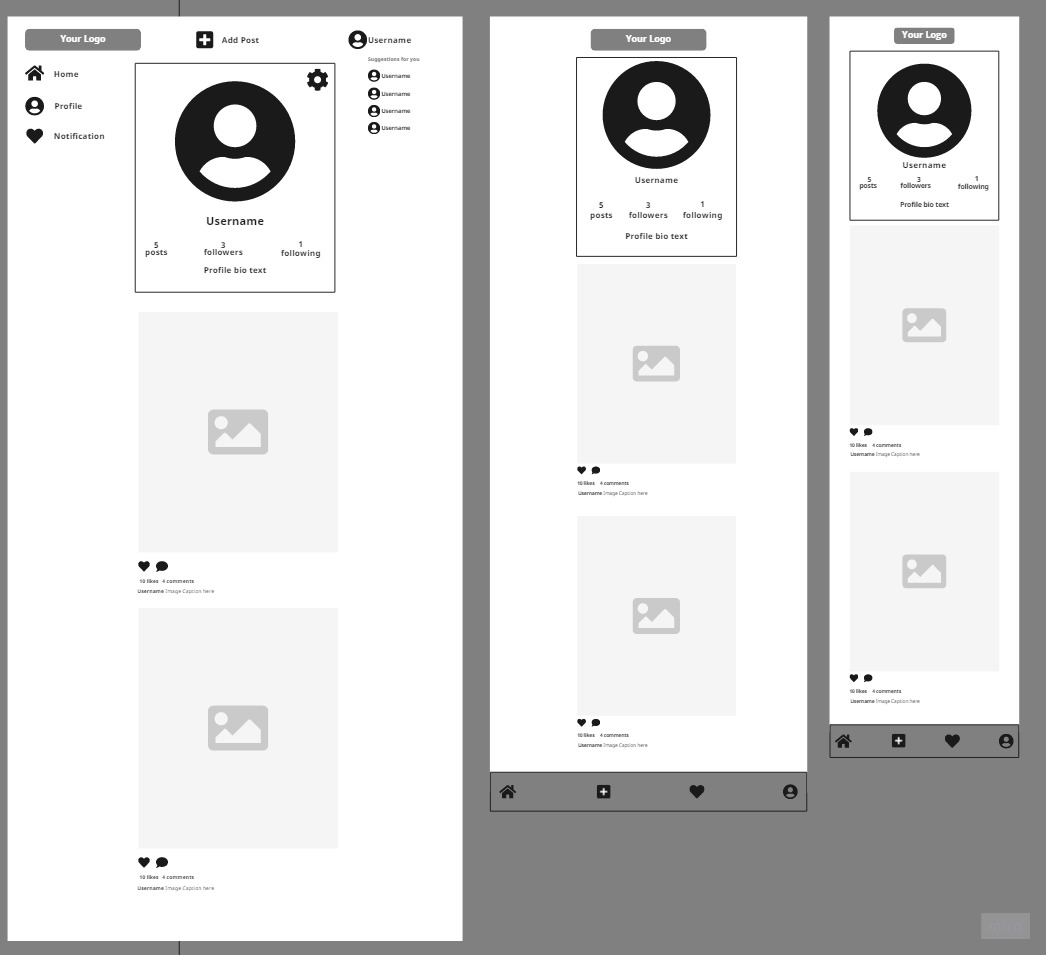 Your Logo
Add Post
Username
Suggestions for you
Home
Profile
Notification
Username
Username
Username
Username
Username
5 posts
3 followers
1 following
Profile bio text
10 likes 4 comments
Username Image Caption here
10 likes 4 comments
Username Image Caption here
Your Logo
Username
5 posts
3 followers
1 following
Profile bio text
10 likes 4 comments
Username Image Caption here
10 likes 4 comments
Username Image Caption here
Your Logo
Username
5 posts
3 followers
1 following
Profile bio text
10 likes 4 comments
Username Image Caption here
10 likes 4 comments
Username Image Caption here